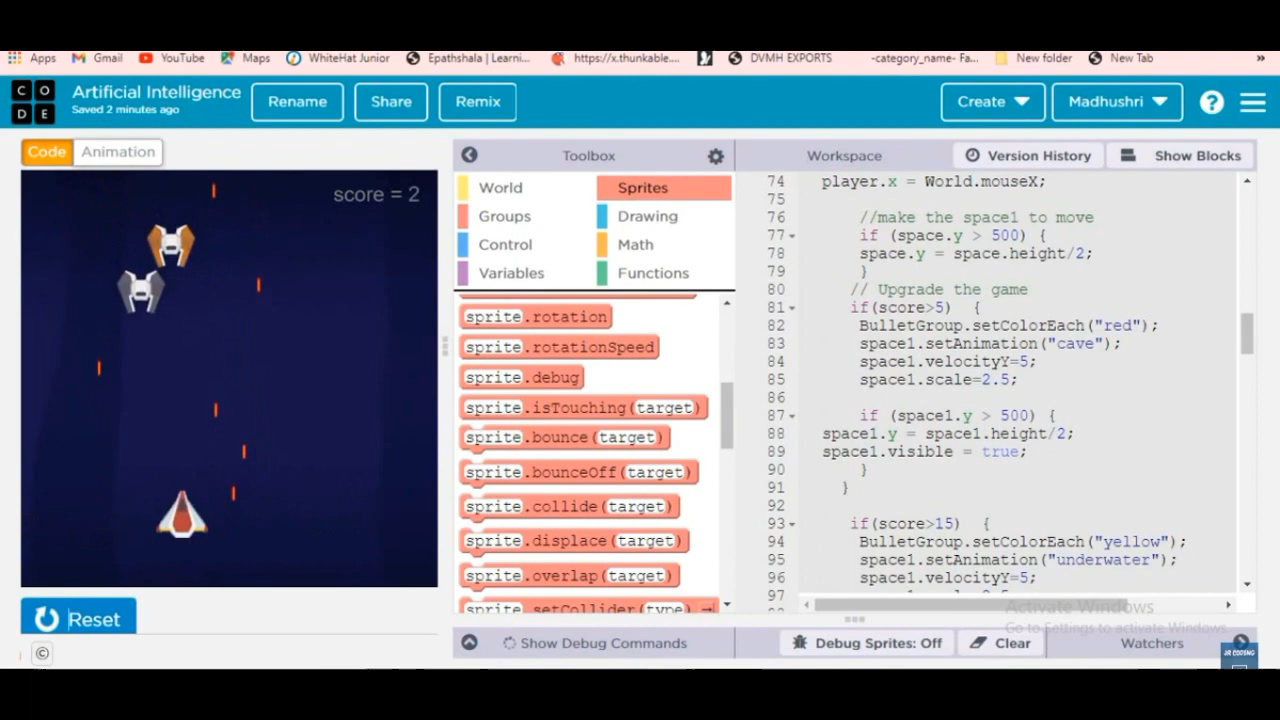 Apps Gmail YouTube Maps WhiteHat Junior Epathshala | Learni... https://x.thunkable.... DVMH EXPORTS -category_name- Fa... New folder New Tab »
CODE
Artificial Intelligence
Saved 2 minutes ago
Rename Share Remix Create Madhushri ?
Code Animation
Toolbox
Workspace Version History Show Blocks
score = 2
World Sprites
Groups Drawing
Control Math
Variables Functions
sprite.rotation
sprite.rotationSpeed
sprite.debug
sprite.isTouching(target)
sprite.bounce(target)
sprite.bounceOff(target)
sprite.collide(target)
sprite.displace(target)
sprite.overlap(target)
sprite.setCollider(type)
74 player.x = World.mouseX;
75
76 //make the space1 to move
77 if (space.y > 500) {
78 space.y = space.height/2;
79 }
80 // Upgrade the game
81 if(score>5) {
82 BulletGroup.setColorEach("red");
83 space1.setAnimation("cave");
84 space1.velocityY=5;
85 space1.scale=2.5;
86
87 if (space1.y > 500) {
88 space1.y = space1.height/2;
89 space1.visible = true;
90 }
91 }
92
93 if(score>15) {
94 BulletGroup.setColorEach("yellow");
95 space1.setAnimation("underwater");
96 space1.velocityY=5;
97
Activate Windows
Go to Settings to activate Windows.
Reset
©
Show Debug Commands
Debug Sprites: Off Clear Watchers
JR CODING